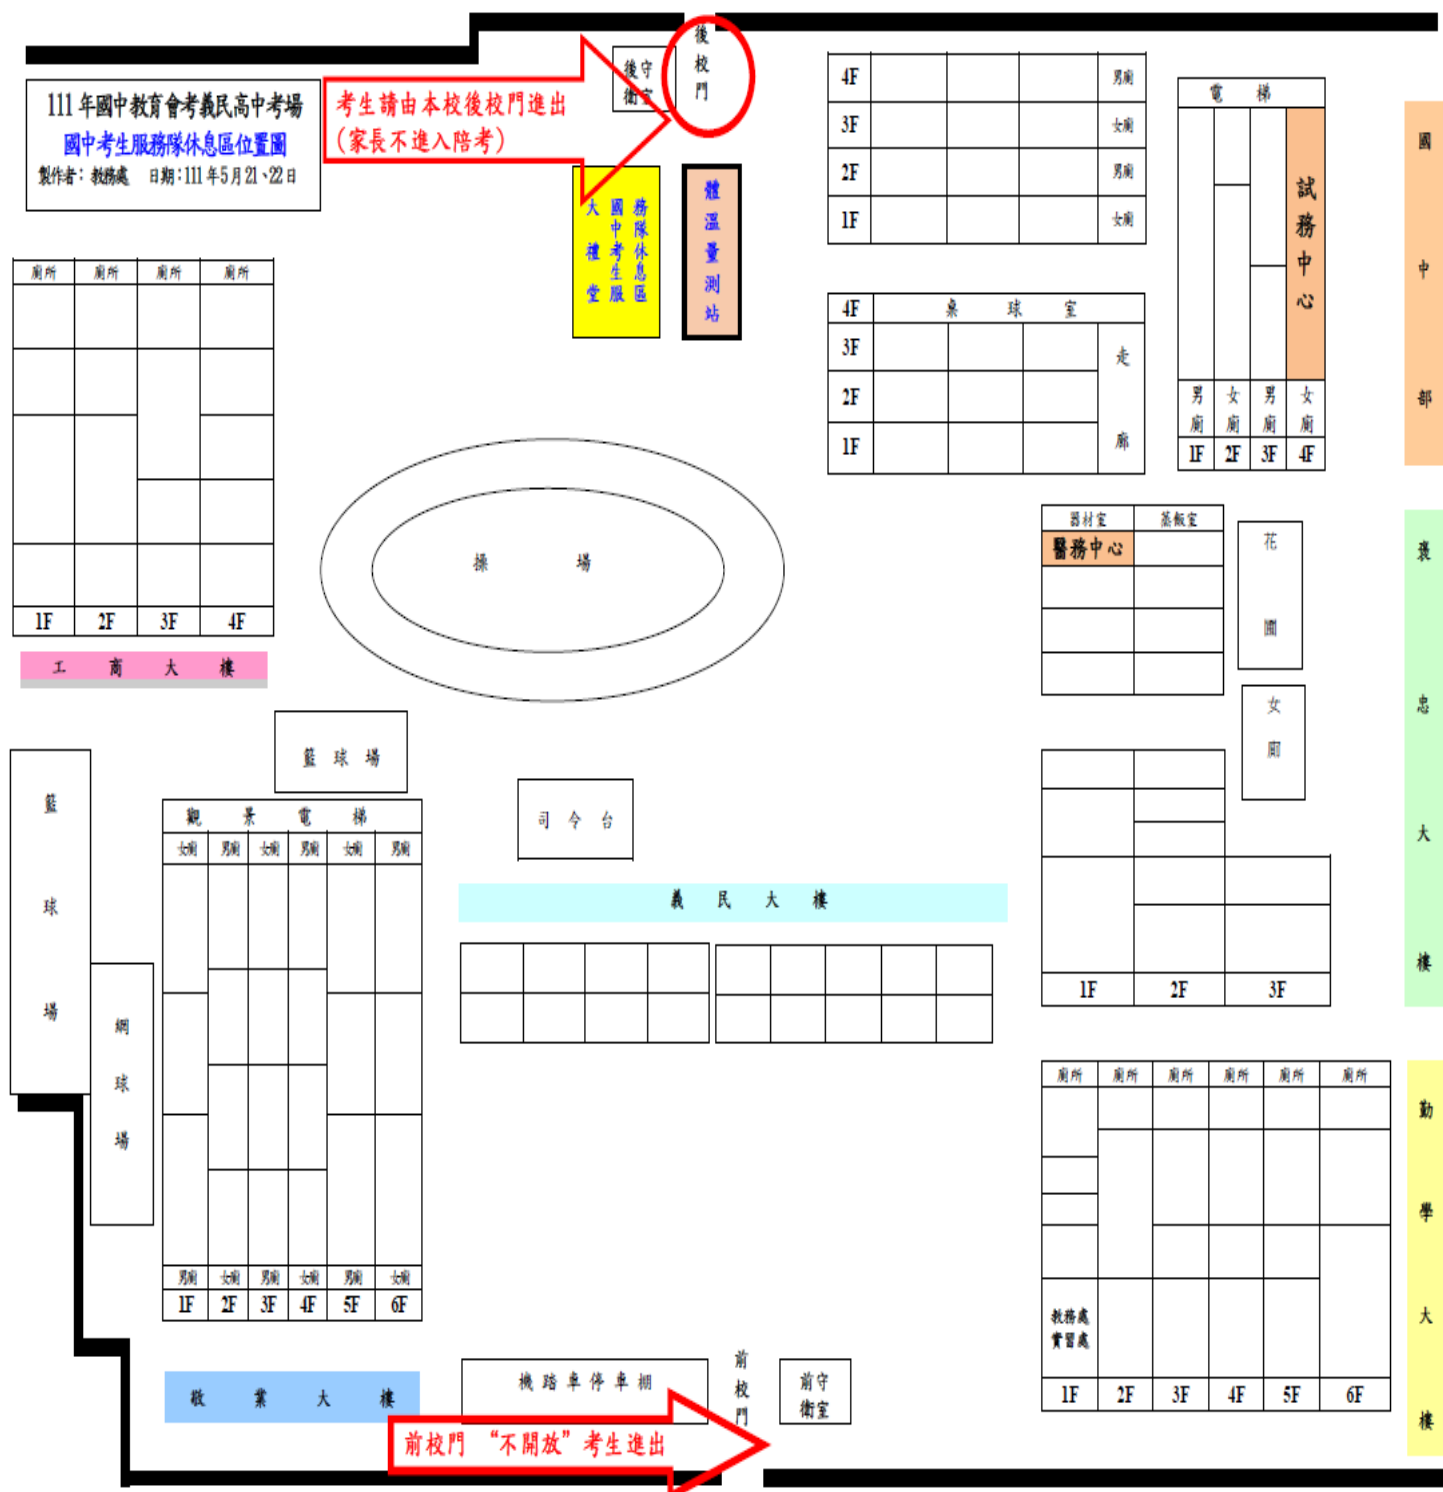 後校門
後守
衛室
111年國中教育會考義民高中考場
國中考生服務隊休息區位置圖
製作者：教務處 日期：111年5月21、22日
考生請由本校後校門進出
(家長不進入陪考)
大禮堂
國中考生服
務隊休息區
體溫量測站
4F 男廁
3F 女廁
2F 男廁
1F 女廁
電梯
試務中心
男廁 女廁 男廁 女廁
1F 2F 3F 4F
國中部
4F 桌球室
3F
2F
1F
走廊
廁所 廁所 廁所 廁所
1F 2F 3F 4F
工商大樓
操場
器材室 蒸飯室
醫務中心
花圃
女廁
1F 2F 3F
褒忠大樓
籃球場
籃球場
網球場
觀景電梯
女廁 男廁 女廁 男廁 女廁 男廁
男廁 女廁 男廁 女廁 男廁 女廁
1F 2F 3F 4F 5F 6F
敬業大樓
司令台
義民大樓
廁所 廁所 廁所 廁所 廁所 廁所
教務處
實習處
1F 2F 3F 4F 5F 6F
勤學大樓
機踏車停車棚
前校門
前守
衛室
前校門 “不開放”考生進出